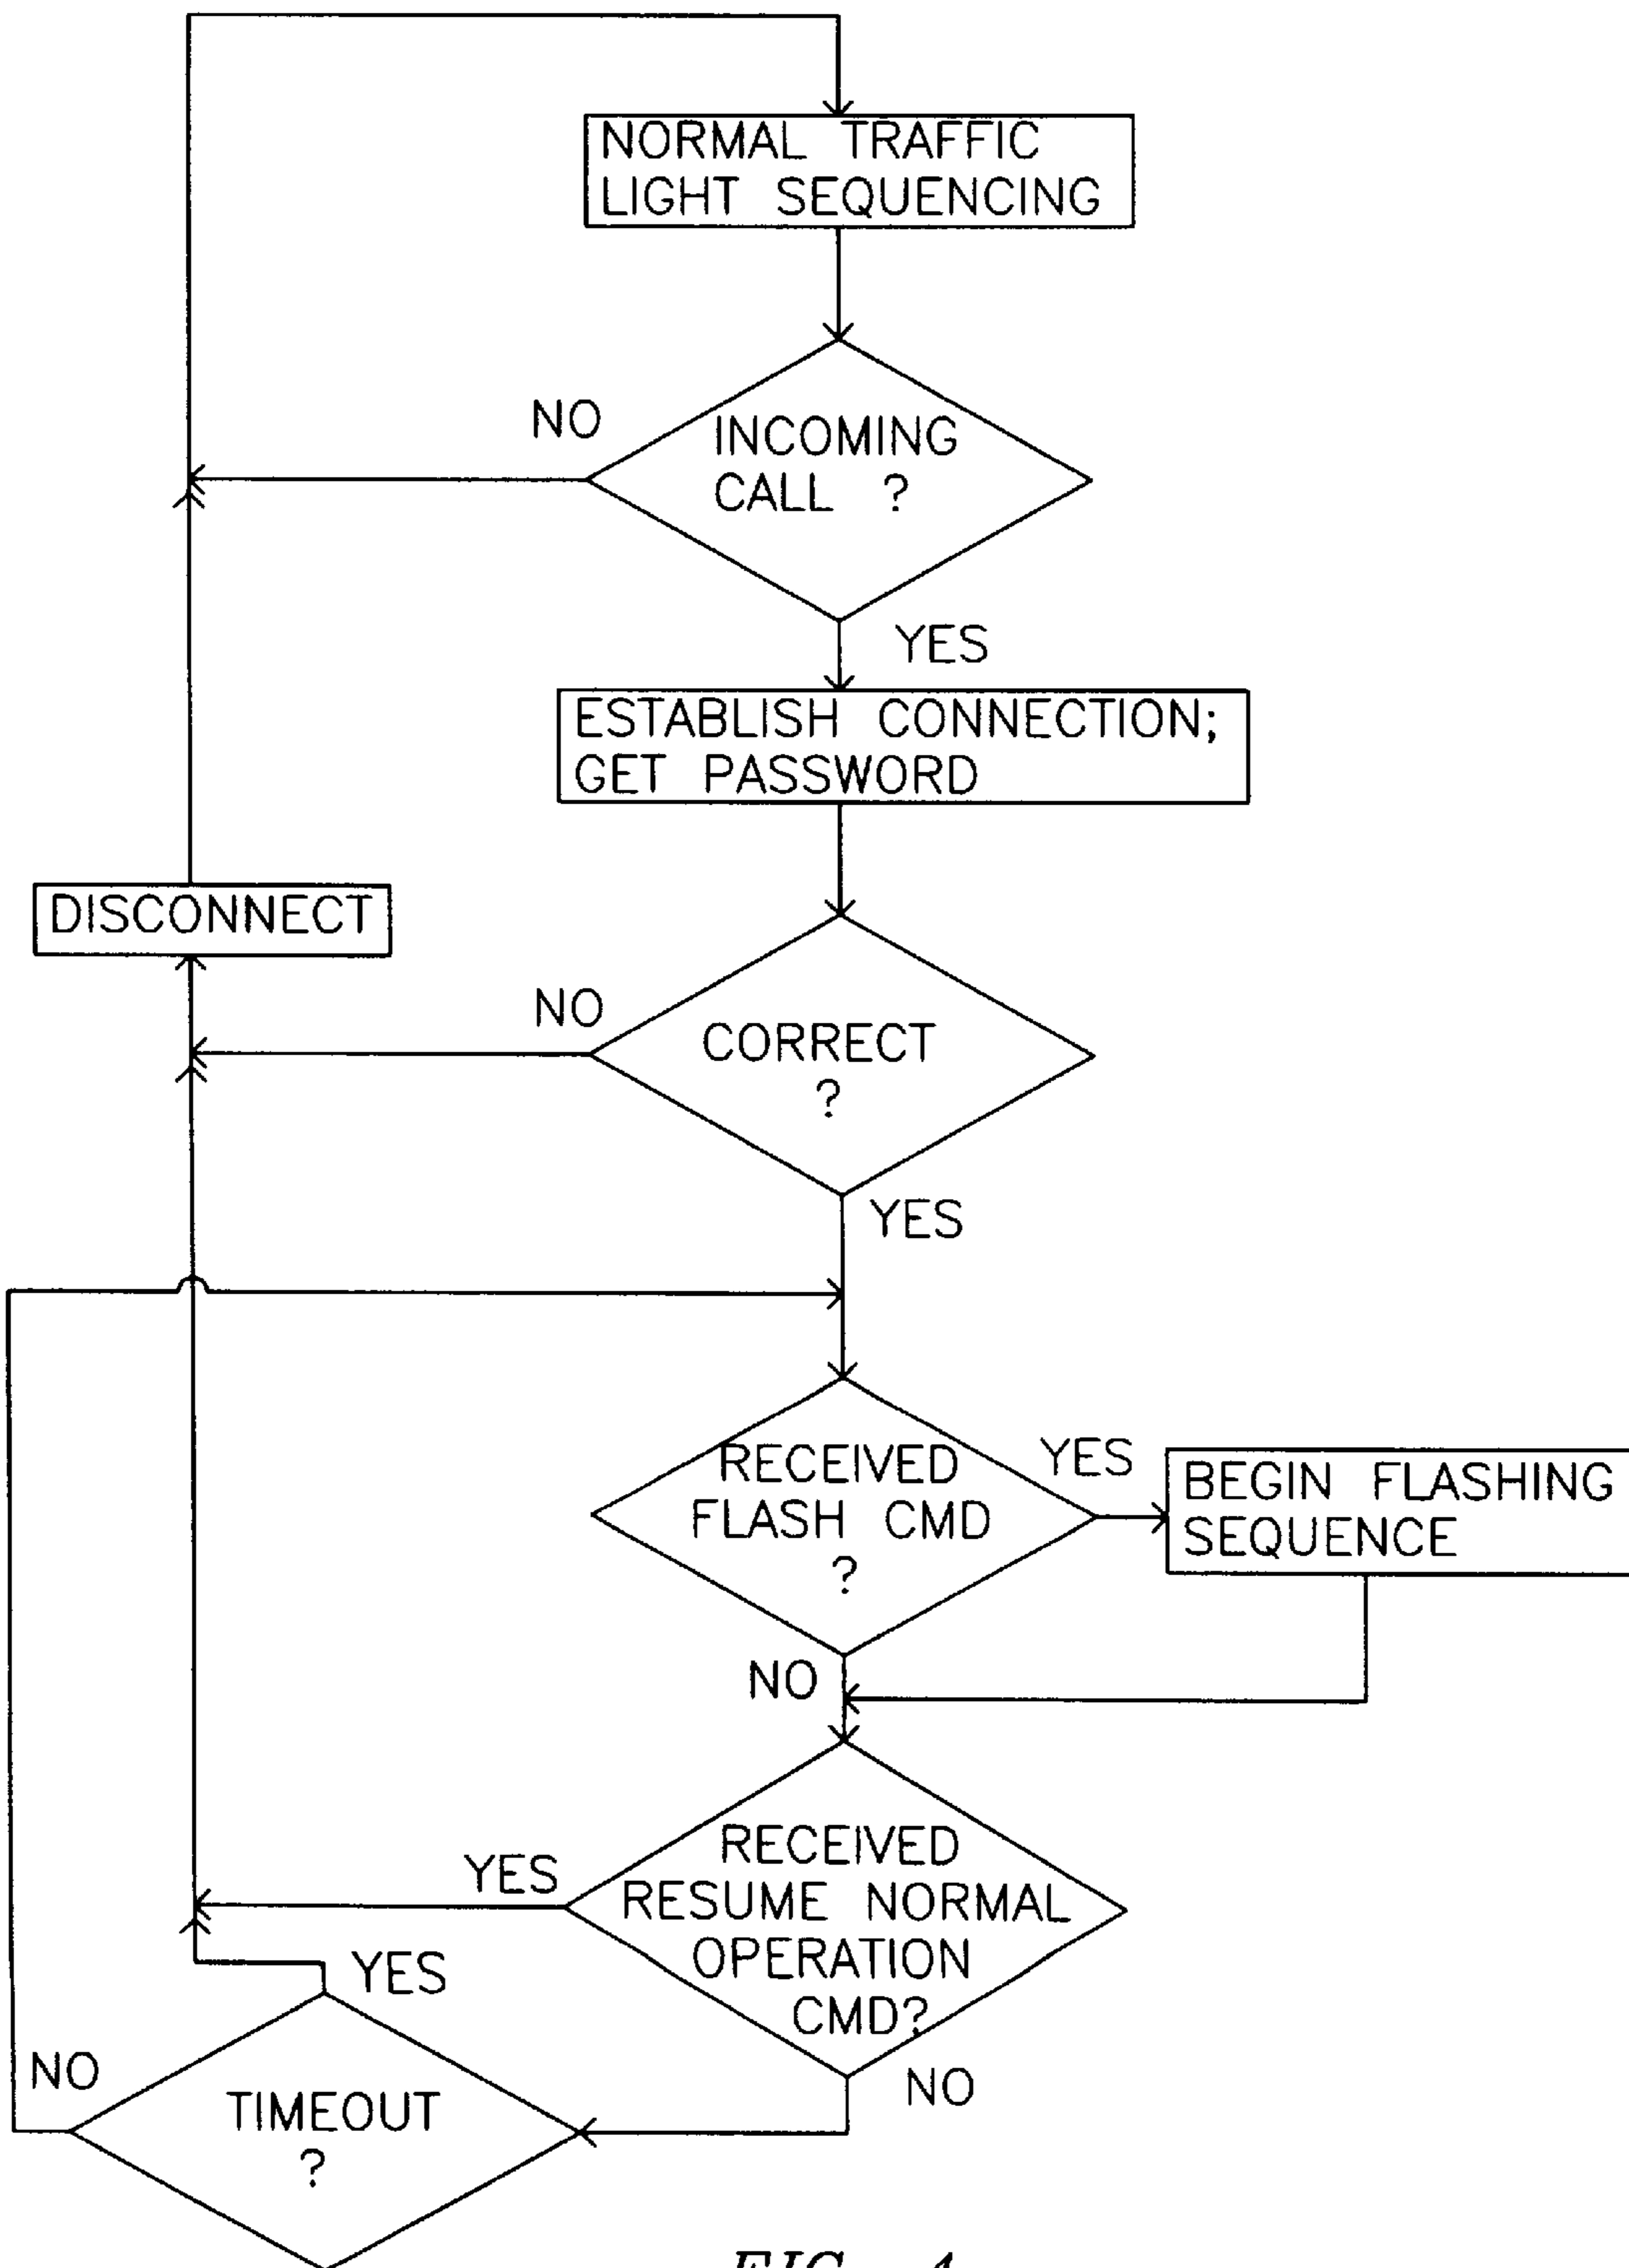 NORMAL TRAFFIC
LIGHT SEQUENCING
NO
INCOMING
CALL ?
YES
ESTABLISH CONNECTION;
GET PASSWORD
DISCONNECT
NO
CORRECT
?
YES
RECEIVED
FLASH CMD
?
YES
BEGIN FLASHING
SEQUENCE
NO
RECEIVED
RESUME NORMAL
OPERATION
CMD?
YES
YES
NO
TIMEOUT
?
NO